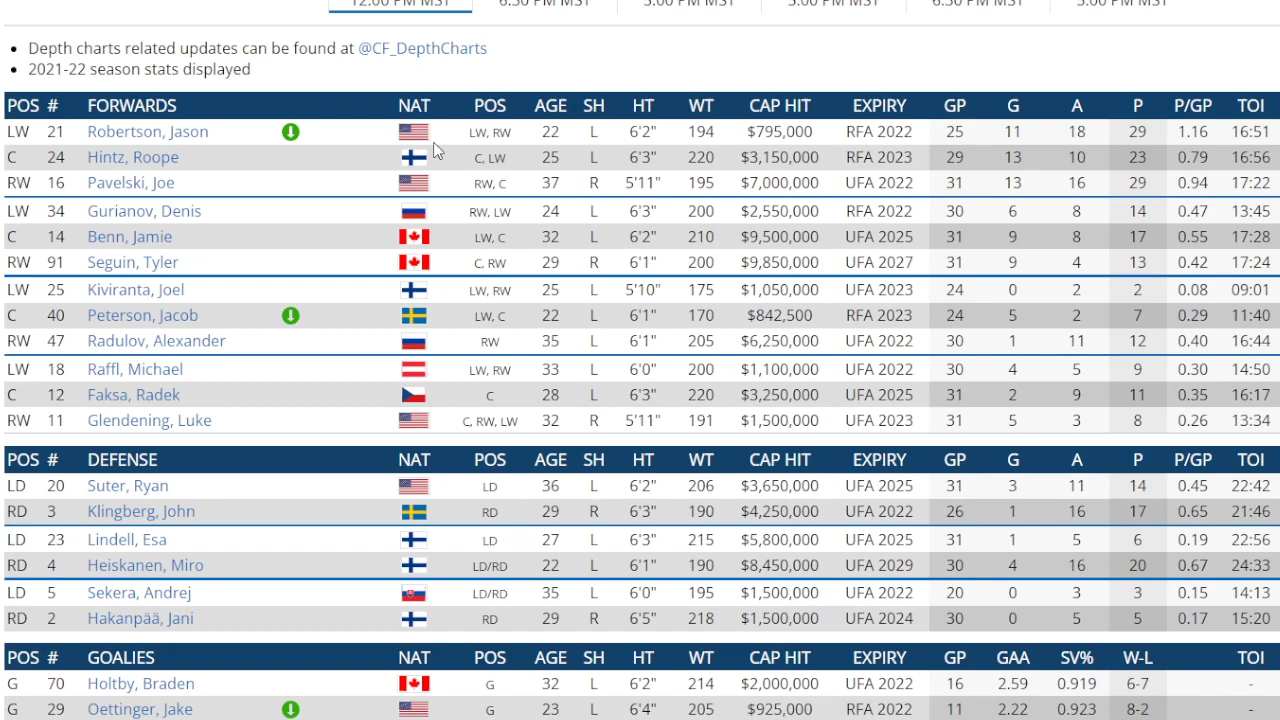 12:00 PM MST 6:30 PM MST 5:00 PM MST 5:00 PM MST 6:30 PM MST 5:00 PM MST
• Depth charts related updates can be found at @CF_DepthCharts
• 2021-22 season stats displayed
POS # FORWARDS NAT POS AGE SH HT WT CAP HIT EXPIRY GP G A P P/GP TOI
LW 21 Robertson, Jason LW, RW 22 L 6'2" 194 $795,000 RFA 2022 25 11 18 29 1.16 16:51
C 24 Hintz, Roope C, LW 25 L 6'3" 220 $3,150,000 RFA 2023 29 13 10 23 0.79 16:56
RW 16 Pavelski, Joe RW, C 37 R 5'11" 195 $7,000,000 UFA 2022 31 13 16 29 0.94 17:22
LW 34 Gurianov, Denis RW, LW 24 L 6'3" 200 $2,550,000 RFA 2022 30 6 8 14 0.47 13:45
C 14 Benn, Jamie LW, C 32 L 6'2" 210 $9,500,000 UFA 2025 31 9 8 17 0.55 17:28
RW 91 Seguin, Tyler C, RW 29 R 6'1" 200 $9,850,000 UFA 2027 31 9 4 13 0.42 17:24
LW 25 Kiviranta, Joel LW, RW 25 L 5'10" 175 $1,050,000 UFA 2023 24 0 2 2 0.08 09:01
C 40 Peterson, Jacob LW, C 22 L 6'1" 170 $842,500 RFA 2023 24 5 2 7 0.29 11:40
RW 47 Radulov, Alexander RW 35 L 6'1" 205 $6,250,000 UFA 2022 30 1 11 12 0.40 16:44
LW 18 Raffl, Michael LW, RW 33 L 6'0" 200 $1,100,000 UFA 2022 30 4 5 9 0.30 14:50
C 12 Faksa, Radek C 28 L 6'3" 220 $3,250,000 UFA 2025 31 2 9 11 0.35 16:17
RW 11 Glendening, Luke C, RW, LW 32 R 5'11" 191 $1,500,000 UFA 2023 31 5 3 8 0.26 13:34
POS # DEFENSE NAT POS AGE SH HT WT CAP HIT EXPIRY GP G A P P/GP TOI
LD 20 Suter, Ryan LD 36 L 6'2" 206 $3,650,000 UFA 2025 31 3 11 14 0.45 22:42
RD 3 Klingberg, John RD 29 R 6'3" 190 $4,250,000 UFA 2022 26 1 16 17 0.65 21:46
LD 23 Lindell, Esa LD 27 L 6'3" 215 $5,800,000 UFA 2025 31 1 5 6 0.19 22:56
RD 4 Heiskanen, Miro LD/RD 22 L 6'1" 190 $8,450,000 UFA 2029 30 4 16 20 0.67 24:33
LD 5 Sekera, Andrej LD/RD 35 L 6'0" 195 $1,500,000 UFA 2022 20 0 3 3 0.15 14:13
RD 2 Hakanpää, Jani RD 29 R 6'5" 218 $1,500,000 UFA 2024 30 0 5 5 0.17 15:20
POS # GOALIES NAT POS AGE SH HT WT CAP HIT EXPIRY GP GAA SV% W-L TOI
G 70 Holtby, Braden G 32 L 6'2" 214 $2,000,000 UFA 2022 16 2.59 0.919 6-7 -
G 29 Oettinger, Jake G 23 L 6'4" 205 $925,000 RFA 2022 11 2.22 0.923 8-2 -